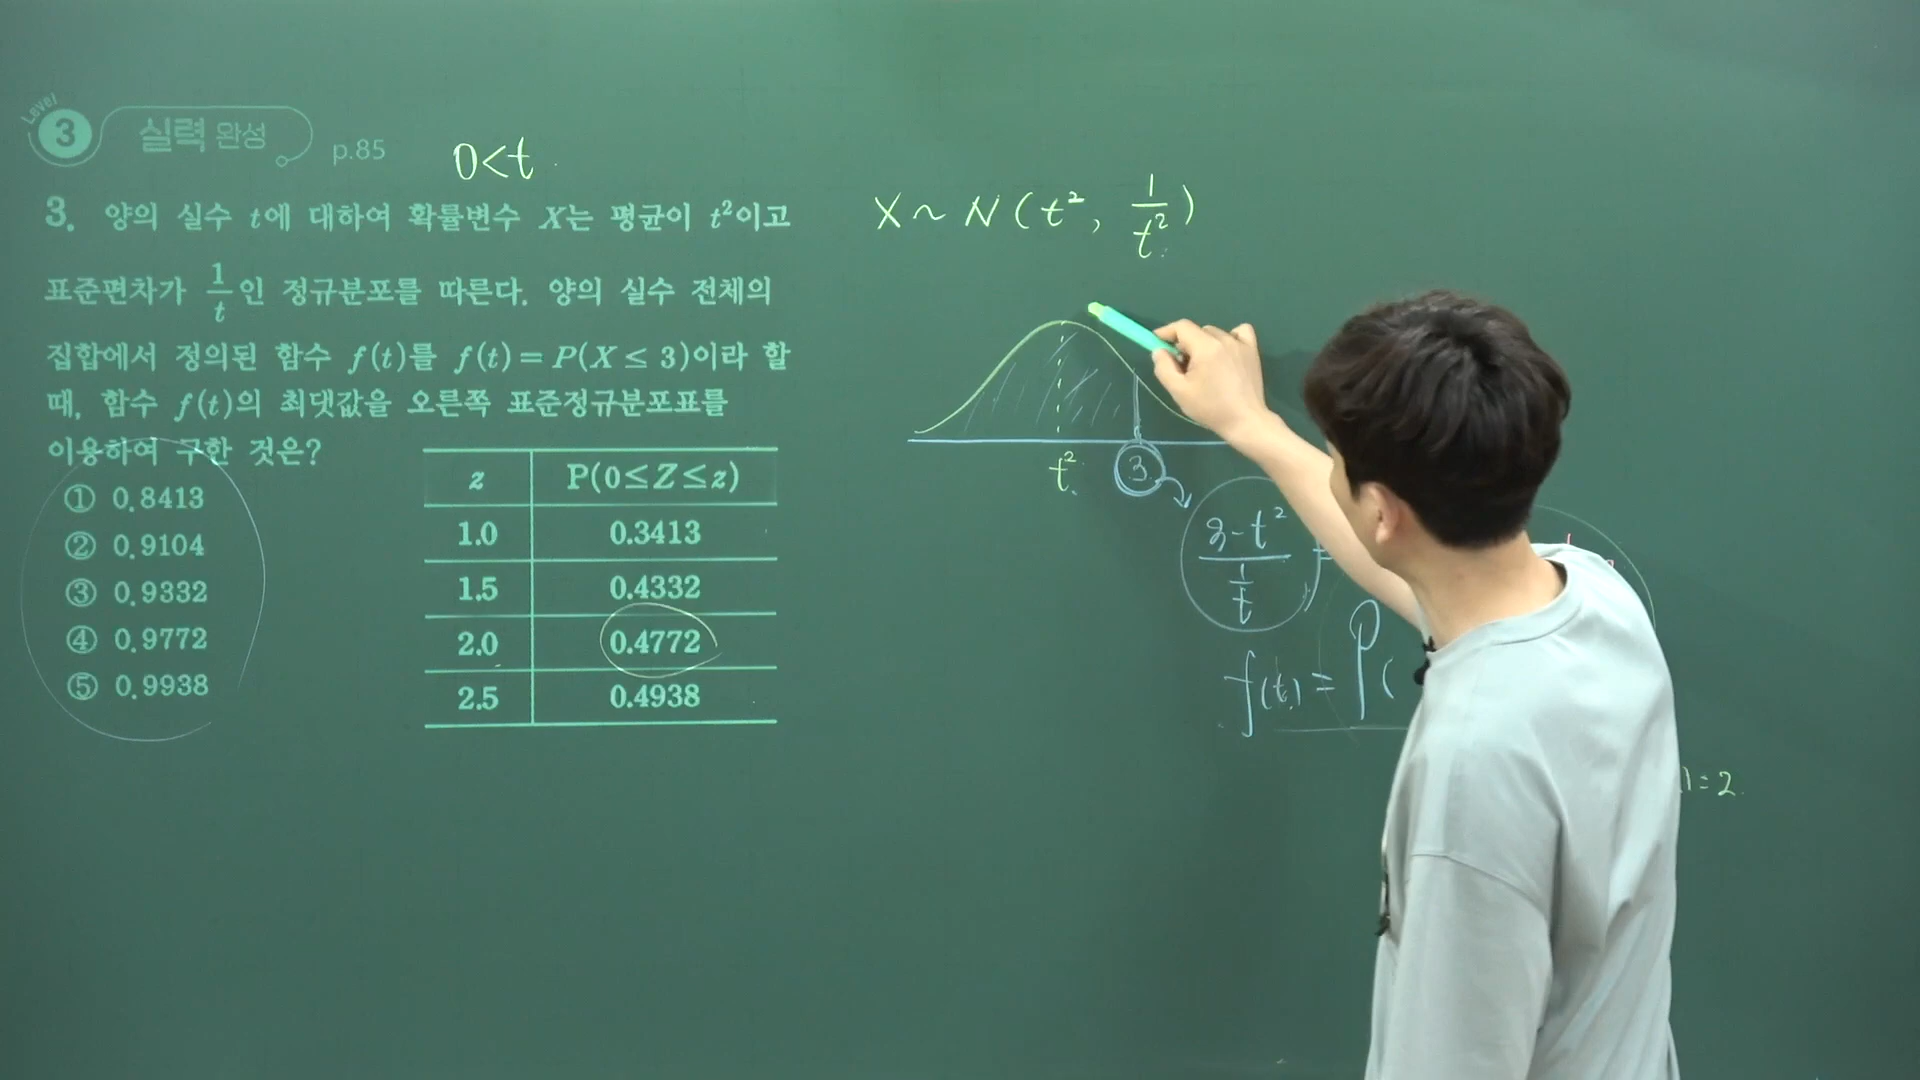 Level
3 실력 완성 p.85
0<t
3. 양의 실수 t에 대하여 확률변수 X는 평균이 t²이고
표준편차가 1/t인 정규분포를 따른다. 양의 실수 전체의
집합에서 정의된 함수 f(t)를 f(t)=P(X≤3)이라 할
때, 함수 f(t)의 최댓값을 오른쪽 표준정규분포표를
이용하여 구한 것은?
① 0.8413
② 0.9104
③ 0.9332
④ 0.9772
⑤ 0.9938
z P(0≤Z≤z)
1.0 0.3413
1.5 0.4332
2.0 0.4772
2.5 0.4938
X~N(t², 1/t²)
t² 3
(3-t²)/(1/t) =
f(t)=P(
=2